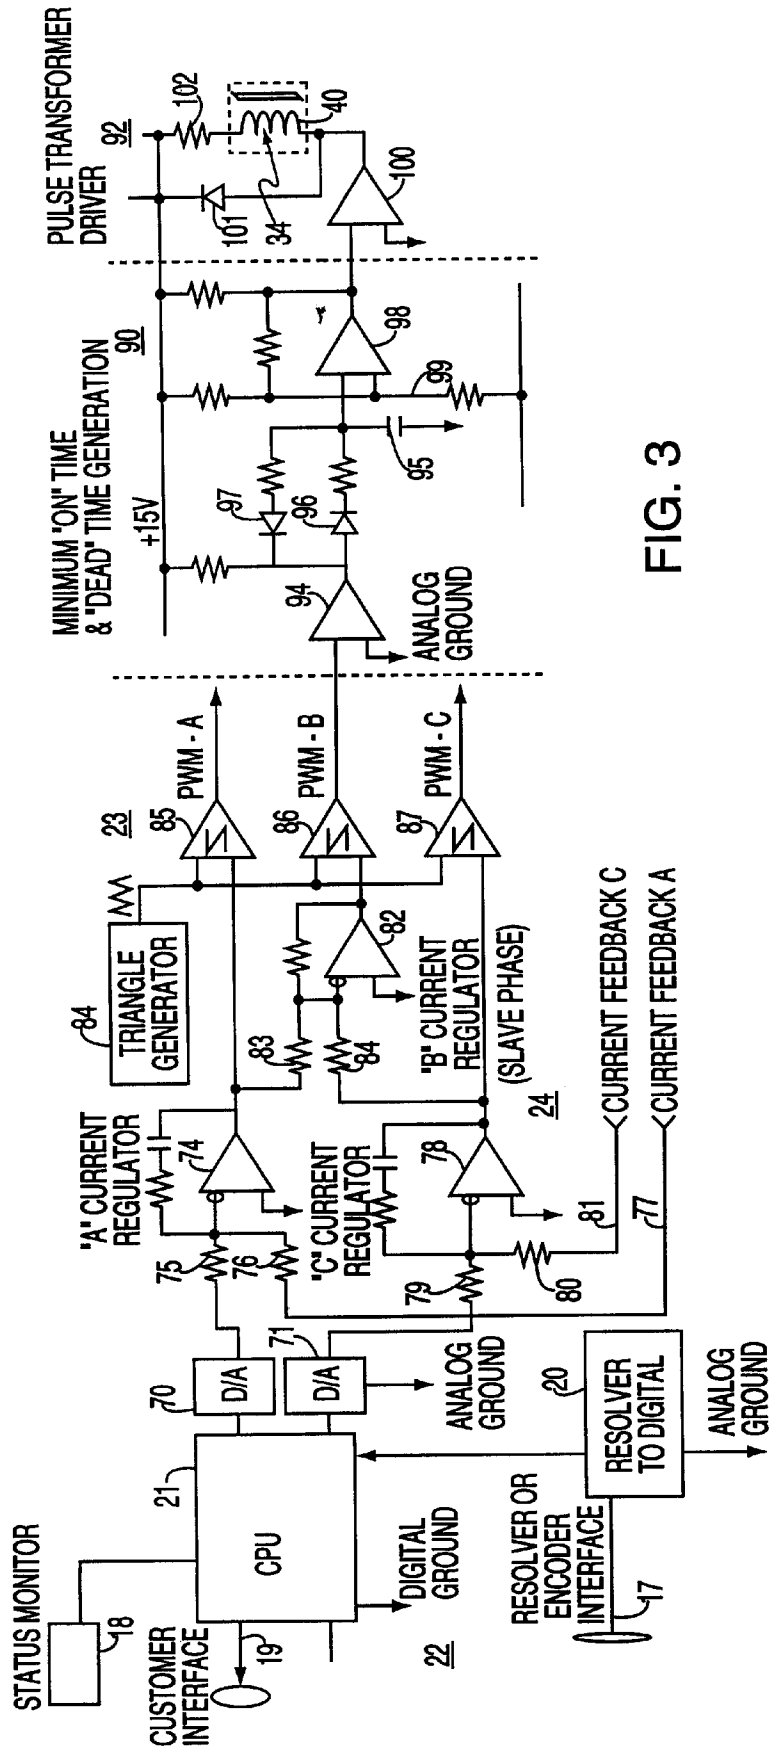 STATUS MONITOR
18
CUSTOMER
INTERFACE
19
21
CPU
22
DIGITAL
GROUND
RESOLVER OR
ENCODER
INTERFACE
17
20
RESOLVER
TO DIGITAL
ANALOG
GROUND
70
D/A
71
D/A
ANALOG
GROUND
"A" CURRENT
REGULATOR
75
76
74
"C" CURRENT
REGULATOR
79
80
78
81
77
24
CURRENT FEEDBACK C
CURRENT FEEDBACK A
84
TRIANGLE
GENERATOR
83
84
82
"B" CURRENT
REGULATOR
(SLAVE PHASE)
23
85
PWM - A
86
PWM - B
87
PWM - C
MINIMUM "ON" TIME
& "DEAD" TIME GENERATION
90
+15V
94
ANALOG
GROUND
97
96
95
98
99
PULSE TRANSFORMER
DRIVER
92
101
102
34
40
100
FIG. 3